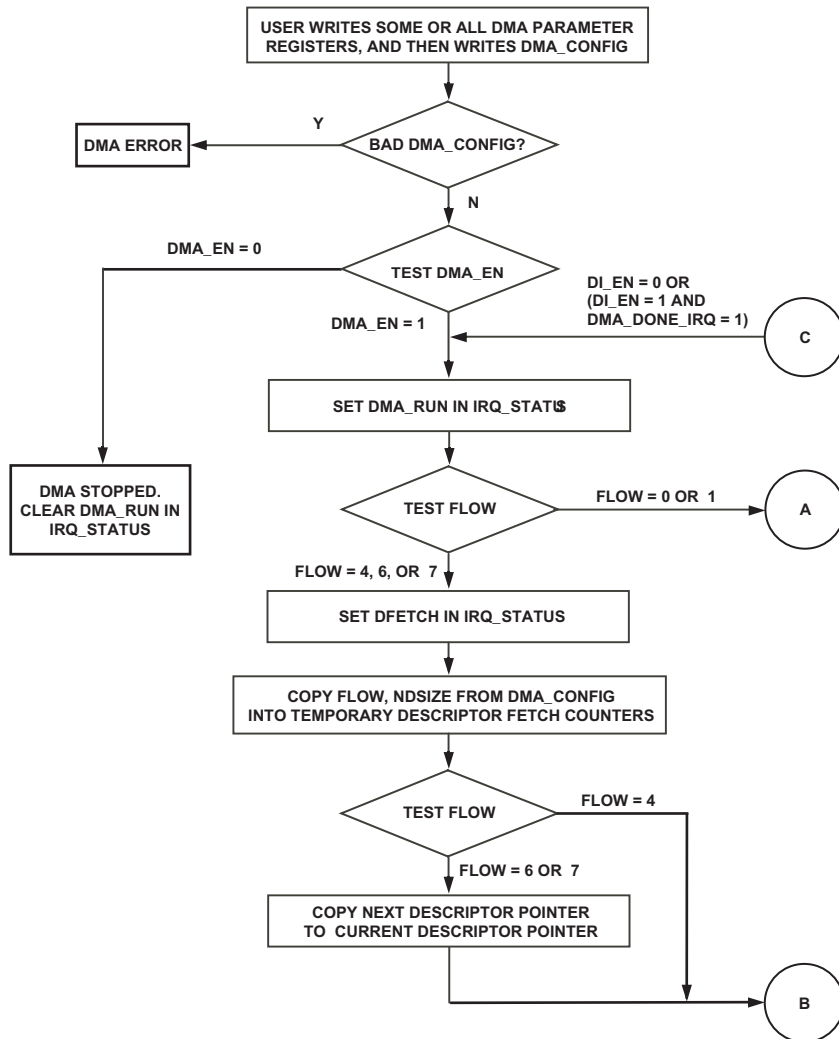 USER WRITES SOME OR ALL DMA PARAMETER
REGISTERS, AND THEN WRITES DMA_CONFIG
Y
DMA ERROR
BAD DMA_CONFIG?
N
DMA_EN = 0
TEST DMA_EN
DI_EN = 0 OR
(DI_EN = 1 AND
DMA_DONE_IRQ = 1)
DMA_EN = 1
C
SET DMA_RUN IN IRQ_STATUS
DMA STOPPED.
CLEAR DMA_RUN IN
IRQ_STATUS
TEST FLOW
FLOW = 0 OR 1
A
FLOW = 4, 6, OR 7
SET DFETCH IN IRQ_STATUS
COPY FLOW, NDSIZE FROM DMA_CONFIG
INTO TEMPORARY DESCRIPTOR FETCH COUNTERS
TEST FLOW
FLOW = 4
FLOW = 6 OR 7
COPY NEXT DESCRIPTOR POINTER
TO CURRENT DESCRIPTOR POINTER
B